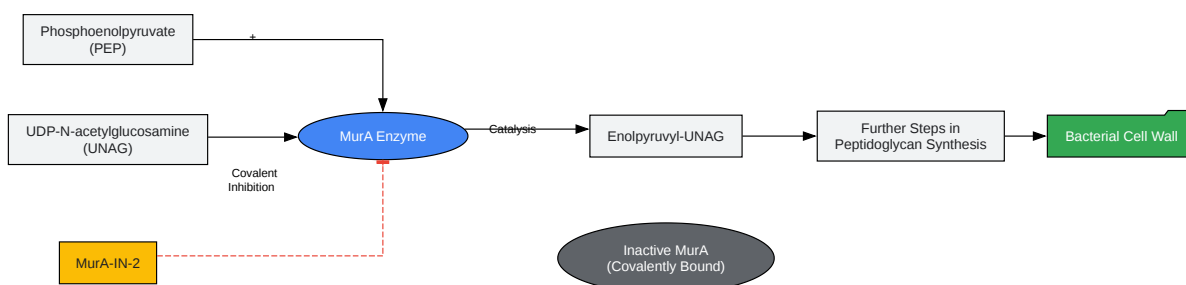 Phosphoenolpyruvate
(PEP)
+
UDP-N-acetylglucosamine
(UNAG)
MurA Enzyme
Catalysis
Enolpyruvyl-UNAG
Further Steps in
Peptidoglycan Synthesis
Bacterial Cell Wall
Covalent
Inhibition
MurA-IN-2
Inactive MurA
(Covalently Bound)